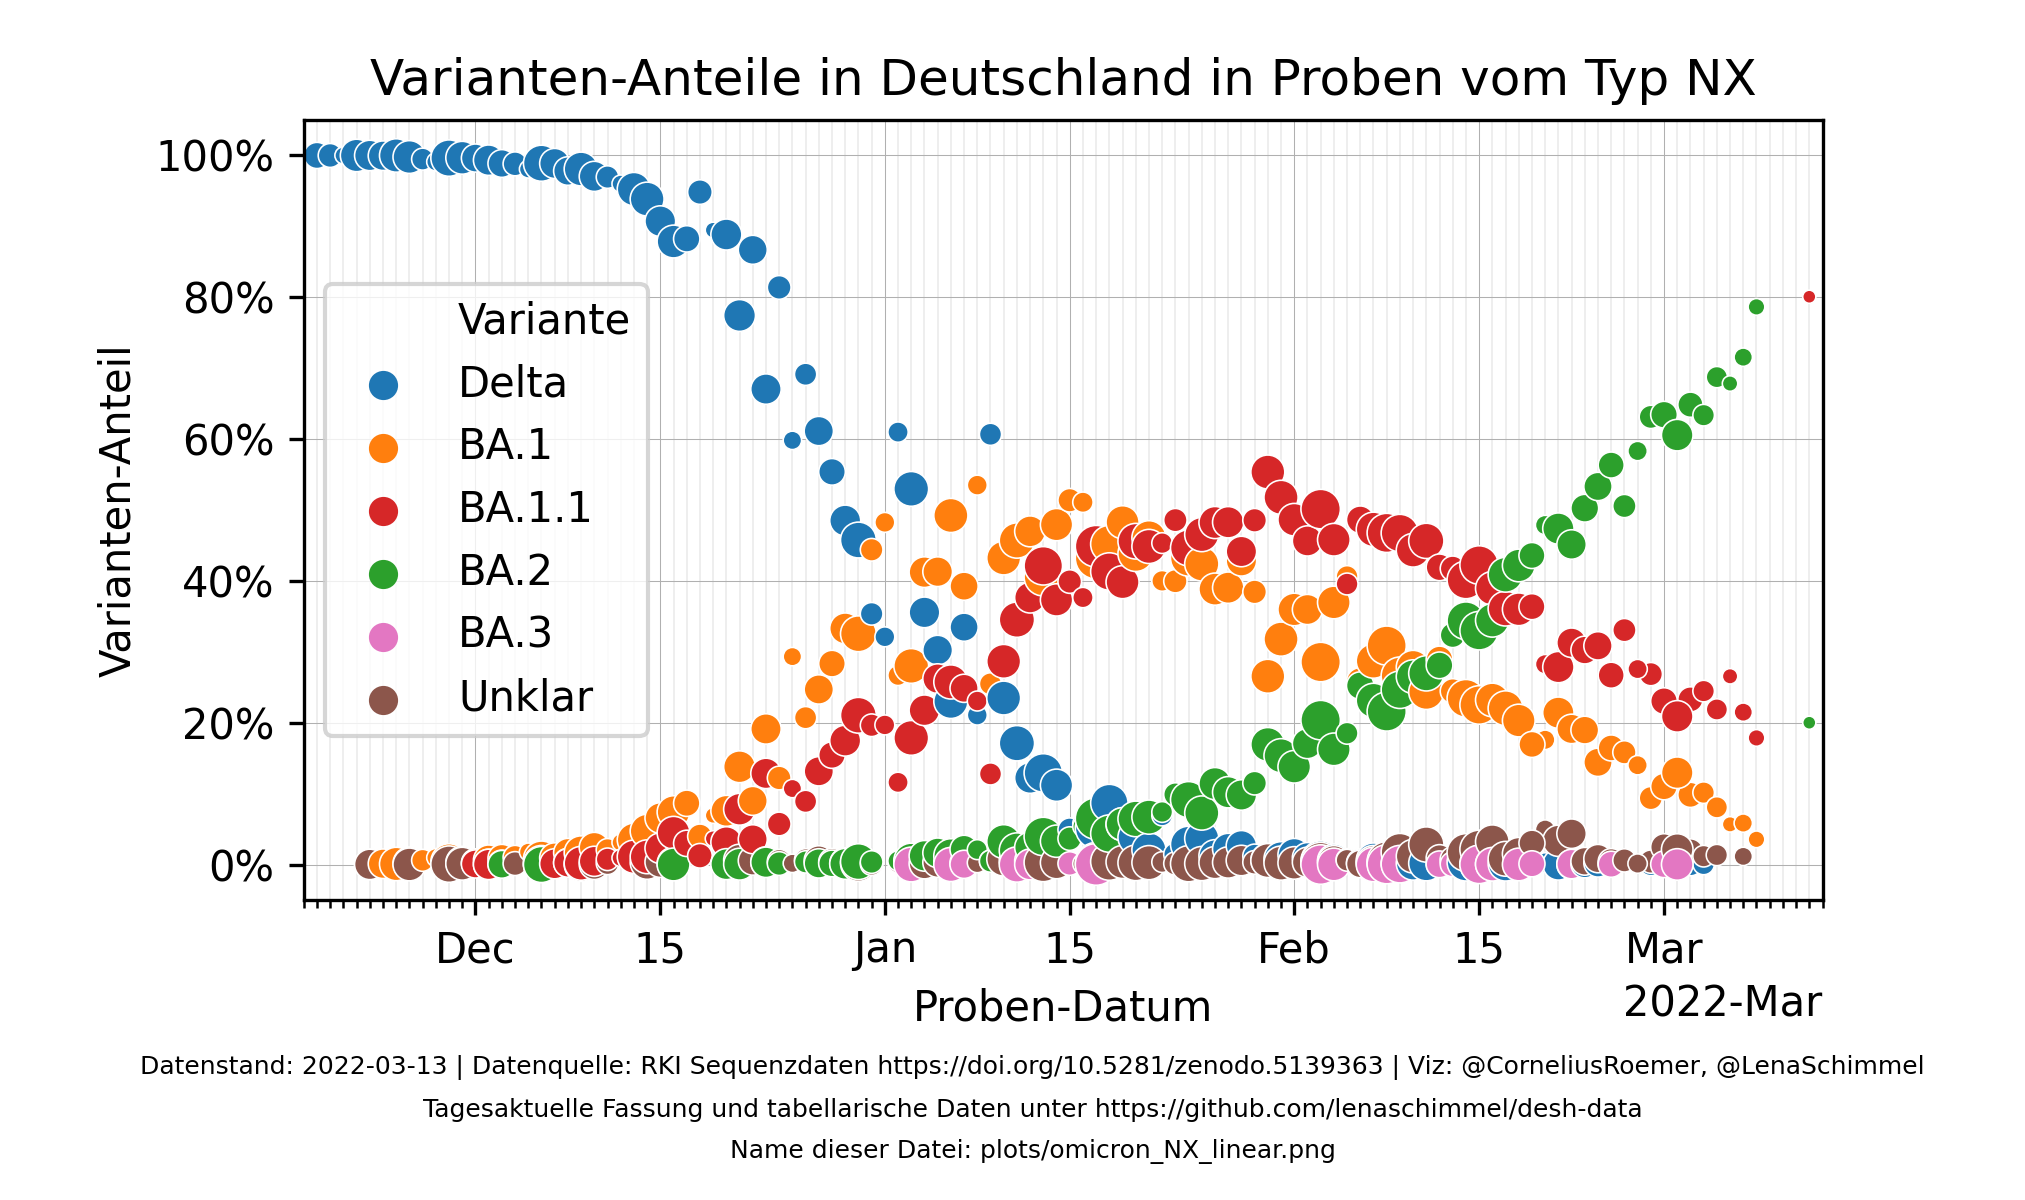 Varianten-Anteile in Deutschland in Proben vom Typ NX
100%
80%
60%
40%
20%
0%
Varianten-Anteil
Variante
Delta
BA.1
BA.1.1
BA.2
BA.3
Unklar
Dec 15 Jan 15 Feb 15 Mar
Proben-Datum
2022-Mar
Datenstand: 2022-03-13 | Datenquelle: RKI Sequenzdaten https://doi.org/10.5281/zenodo.5139363 | Viz: @CorneliusRoemer, @LenaSchimmel
Tagesaktuelle Fassung und tabellarische Daten unter https://github.com/lenaschimmel/desh-data
Name dieser Datei: plots/omicron_NX_linear.png